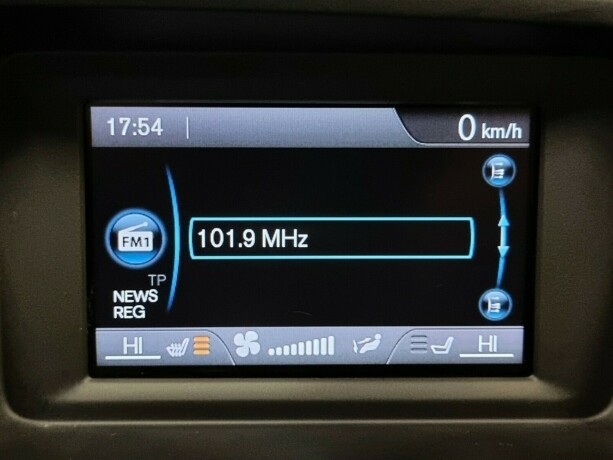 17:54
0 km/h
FM1
101.9 MHz
TP
NEWS
REG
HI
HI